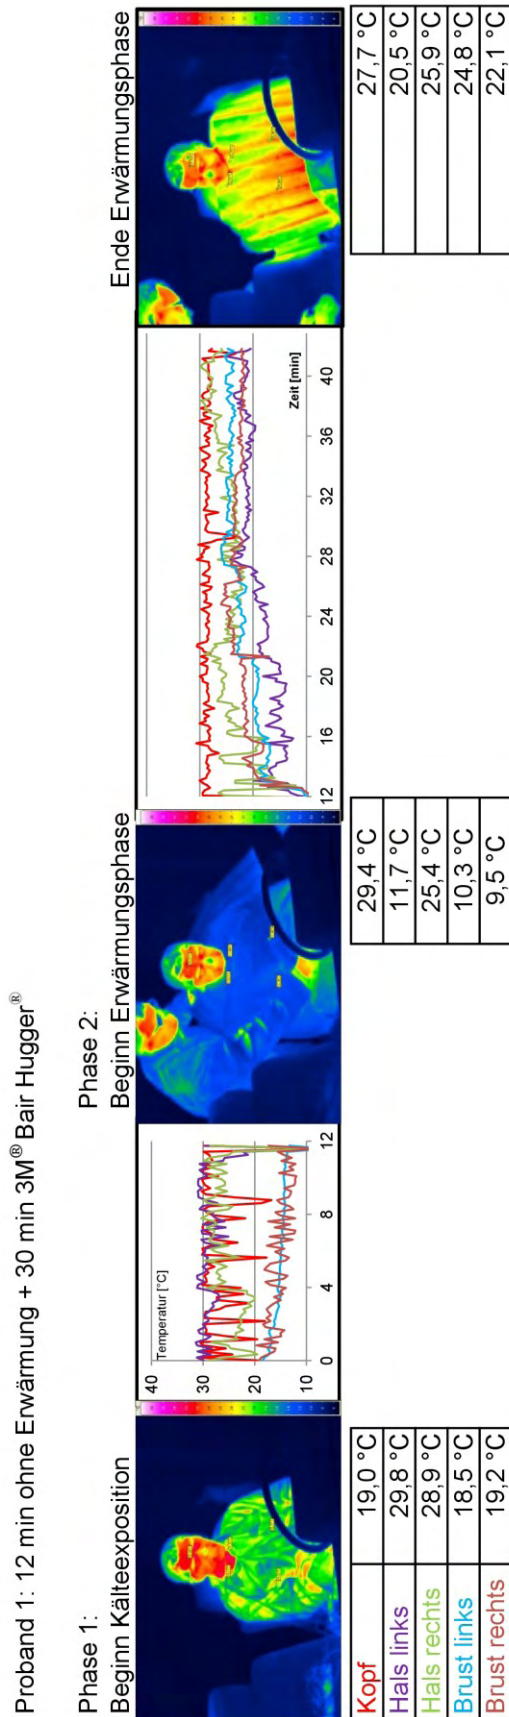 Proband 1: 12 min ohne Erwärmung + 30 min 3M® Bair Hugger®
Phase 1:
Beginn Kälteexposition
Phase 2:
Beginn Erwärmungsphase
Ende Erwärmungsphase
Temperatur [°C]
40
30
20
10
0
4
8
12
Zeit [min]
12
16
20
24
28
32
36
40
Kopf 19,0 °C 29,4 °C 27,7 °C
Hals links 29,8 °C 11,7 °C 20,5 °C
Hals rechts 28,9 °C 25,4 °C 25,9 °C
Brust links 18,5 °C 10,3 °C 24,8 °C
Brust rechts 19,2 °C 9,5 °C 22,1 °C